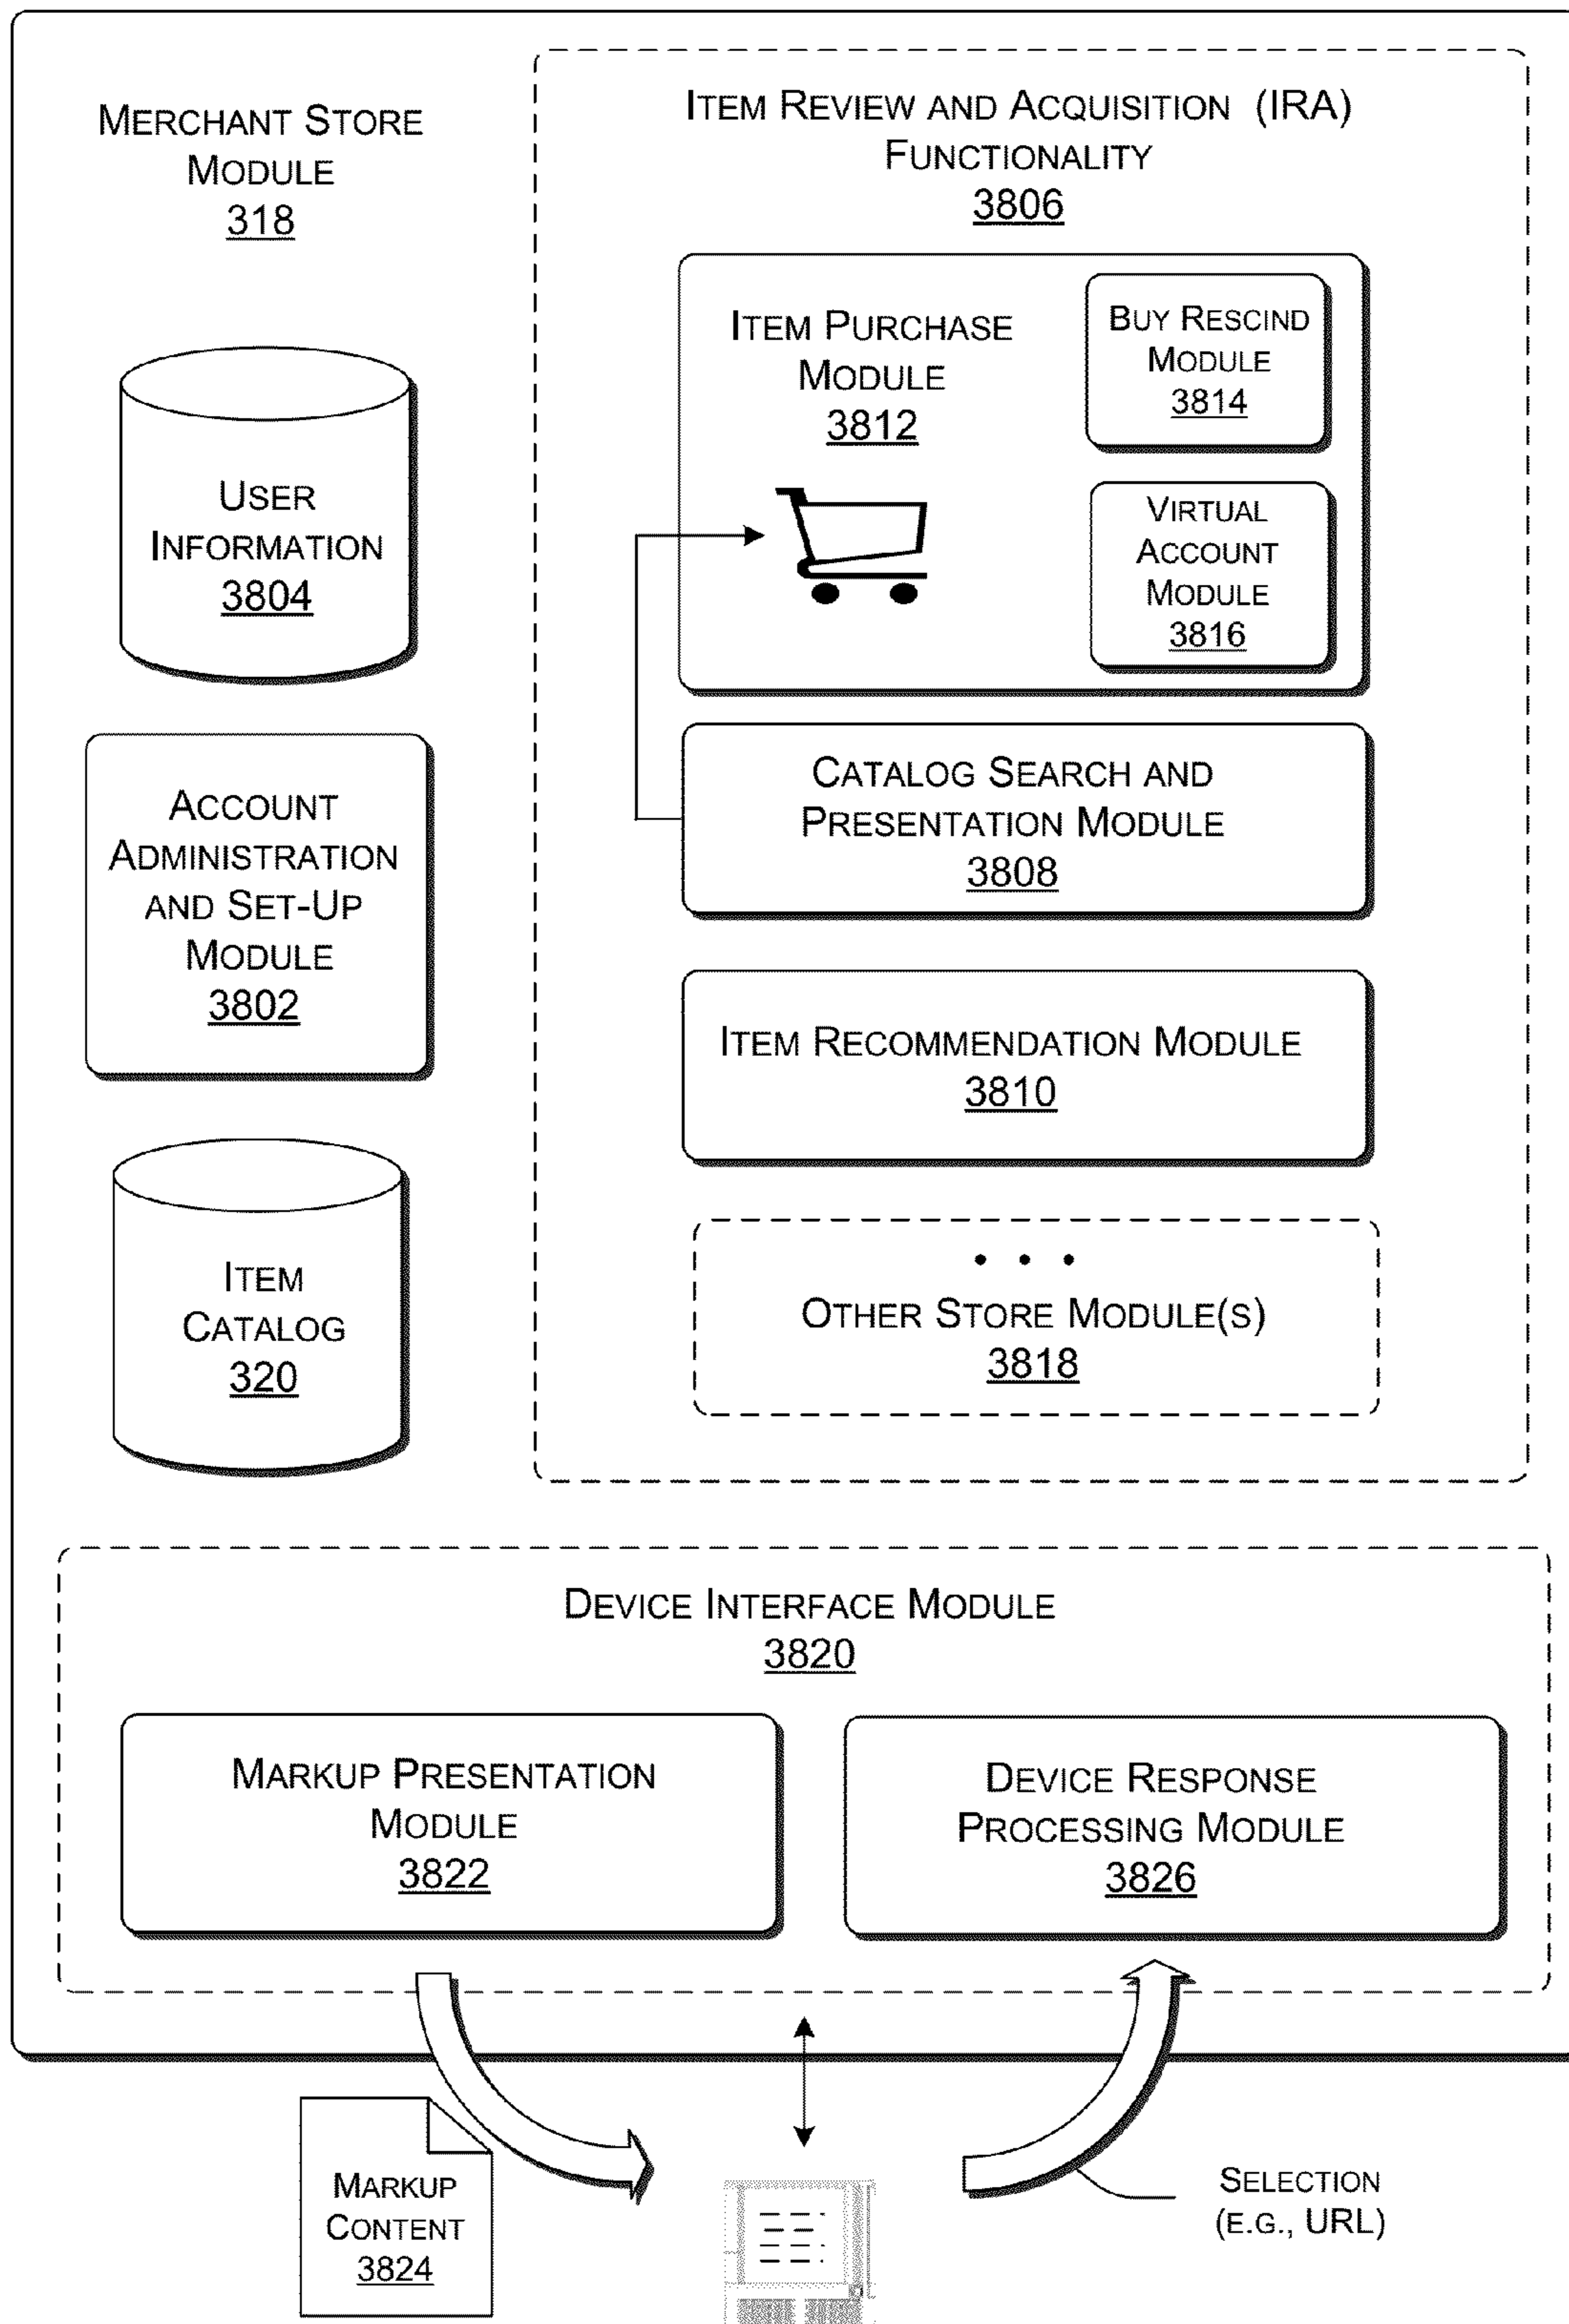 MERCHANT STORE
MODULE
318
USER
INFORMATION
3804
ACCOUNT
ADMINISTRATION
AND SET-UP
MODULE
3802
ITEM
CATALOG
320
ITEM REVIEW AND ACQUISITION (IRA)
FUNCTIONALITY
3806
ITEM PURCHASE
MODULE
3812
BUY RESCIND
MODULE
3814
VIRTUAL
ACCOUNT
MODULE
3816
CATALOG SEARCH AND
PRESENTATION MODULE
3808
ITEM RECOMMENDATION MODULE
3810
• • •
OTHER STORE MODULE(S)
3818
DEVICE INTERFACE MODULE
3820
MARKUP PRESENTATION
MODULE
3822
DEVICE RESPONSE
PROCESSING MODULE
3826
MARKUP
CONTENT
3824
SELECTION
(E.G., URL)